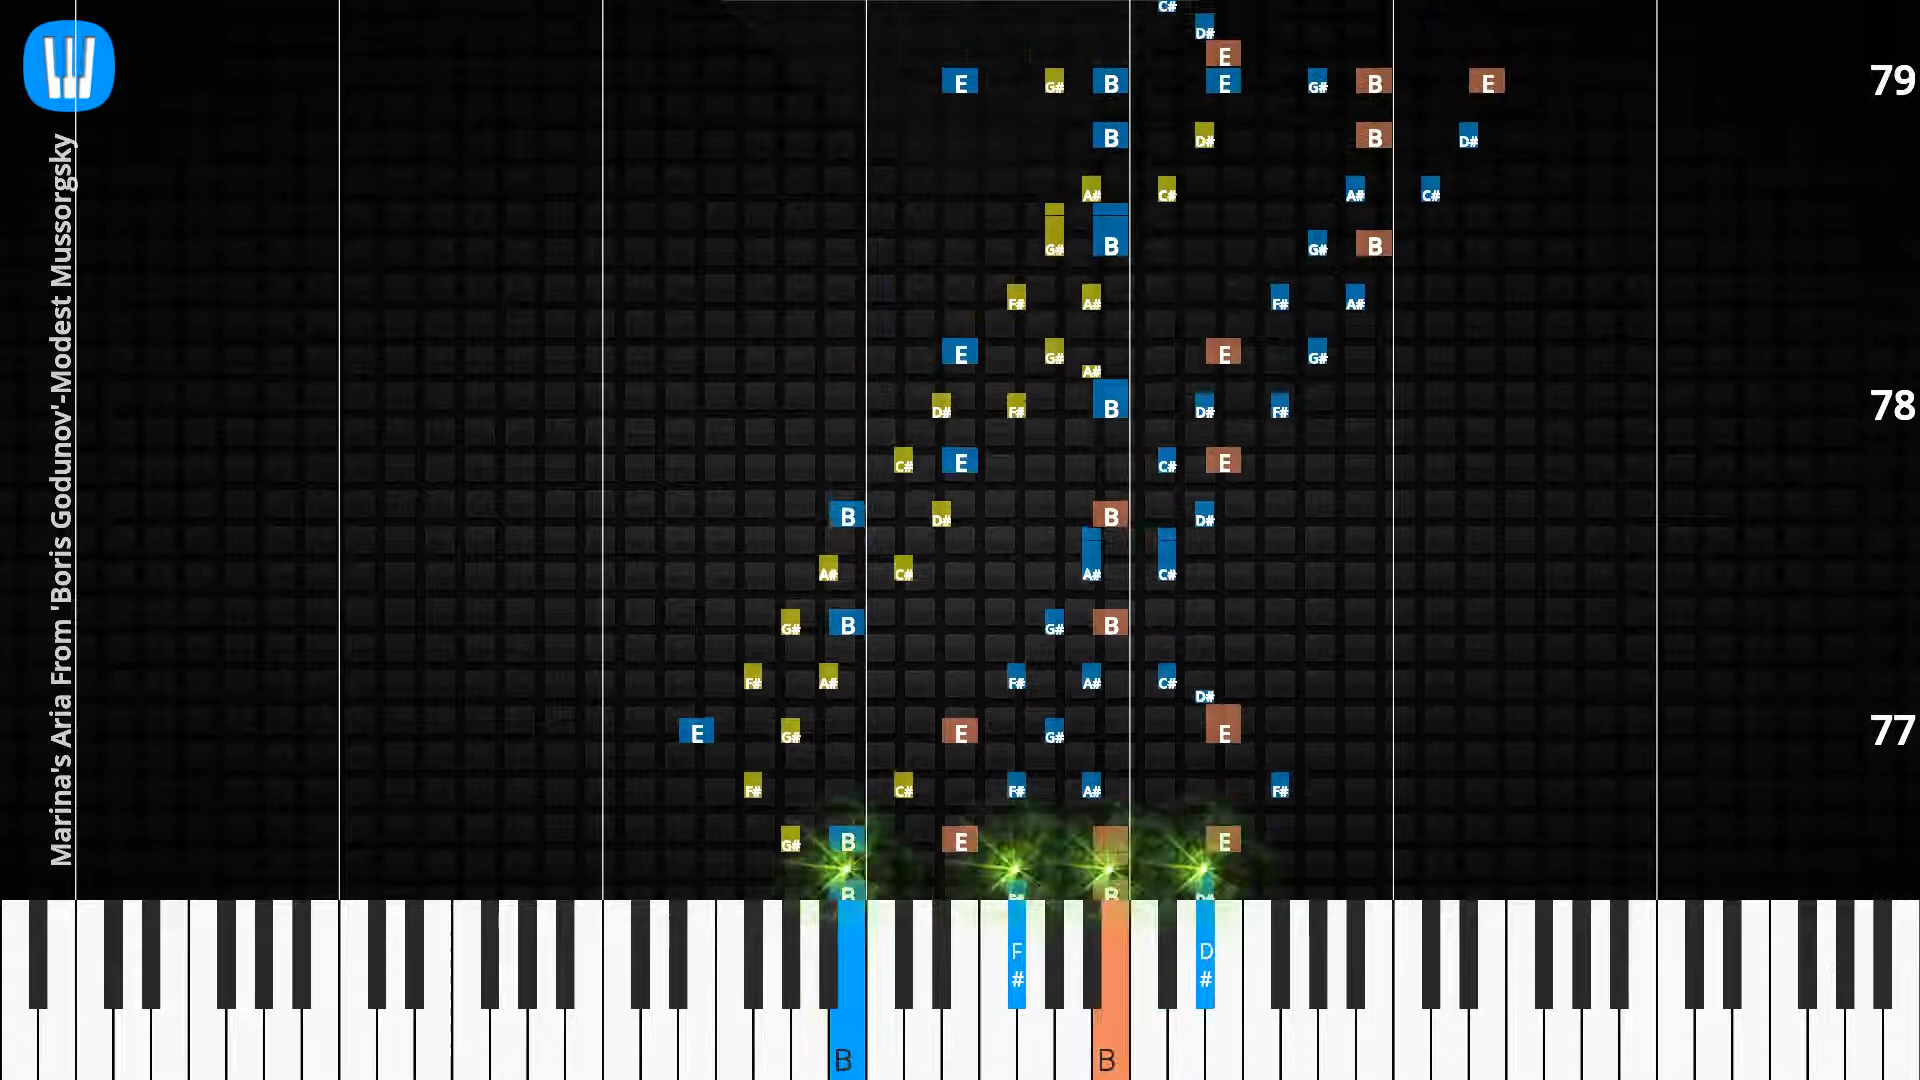 Marina's Aria From 'Boris Godunov'-Modest Mussorgsky
C#
D#
E
E G# B E G# B E 79
B D# B D#
A# C# A# C#
G# B G# B
F# A# F# A#
E G# E G#
A#
D# F# B D# F# 78
C# E C# E
B D# B D#
A# C# A# C#
G# B G# B
F# A# F# A# C#
D#
E G# E G# E 77
F# C# F# A# F#
G# B E E
B B
F# D#
B B